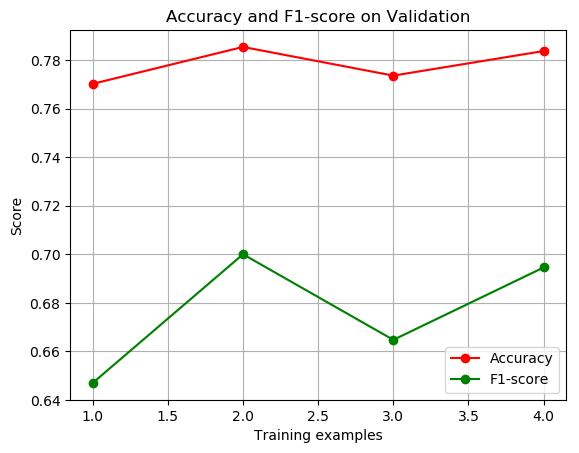 Accuracy and F1-score on Validation
0.78
0.76
0.74
0.72
0.70
0.68
0.66
0.64
Score
1.0 1.5 2.0 2.5 3.0 3.5 4.0
Training examples
Accuracy
F1-score